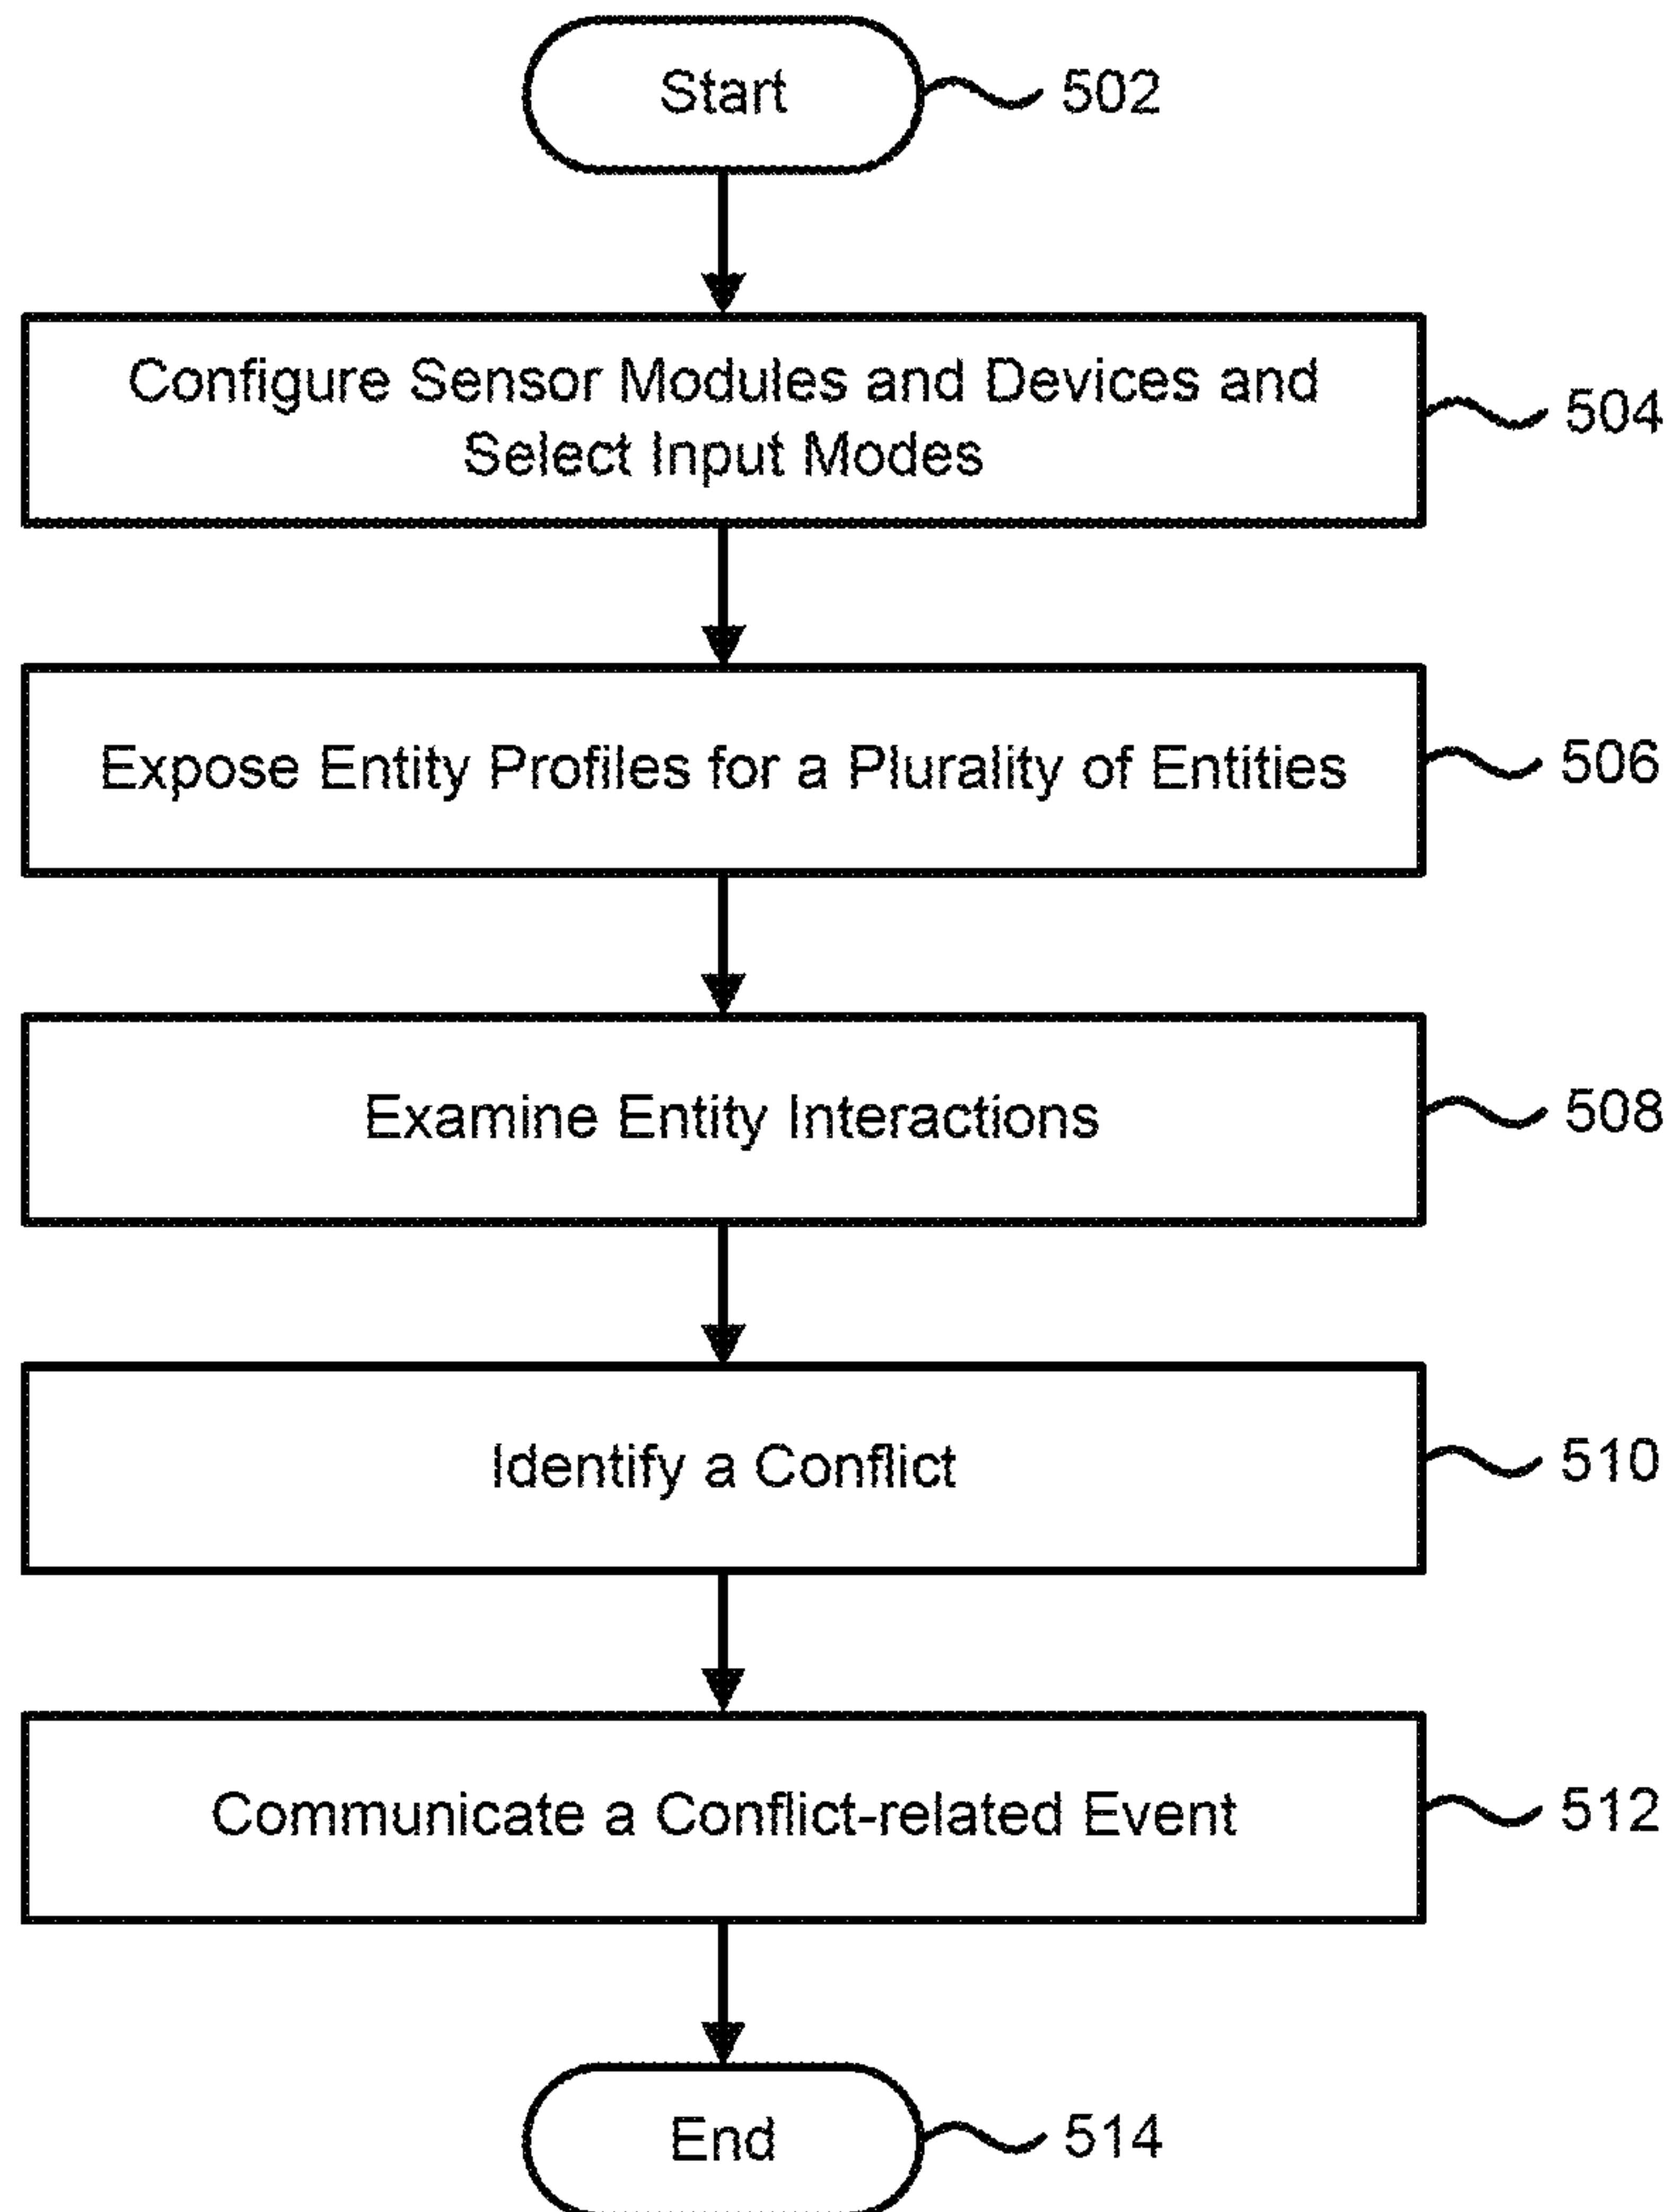 Start
502
Configure Sensor Modules and Devices and
Select Input Modes
504
Expose Entity Profiles for a Plurality of Entities
506
Examine Entity Interactions
508
Identify a Conflict
510
Communicate a Conflict-related Event
512
End
514